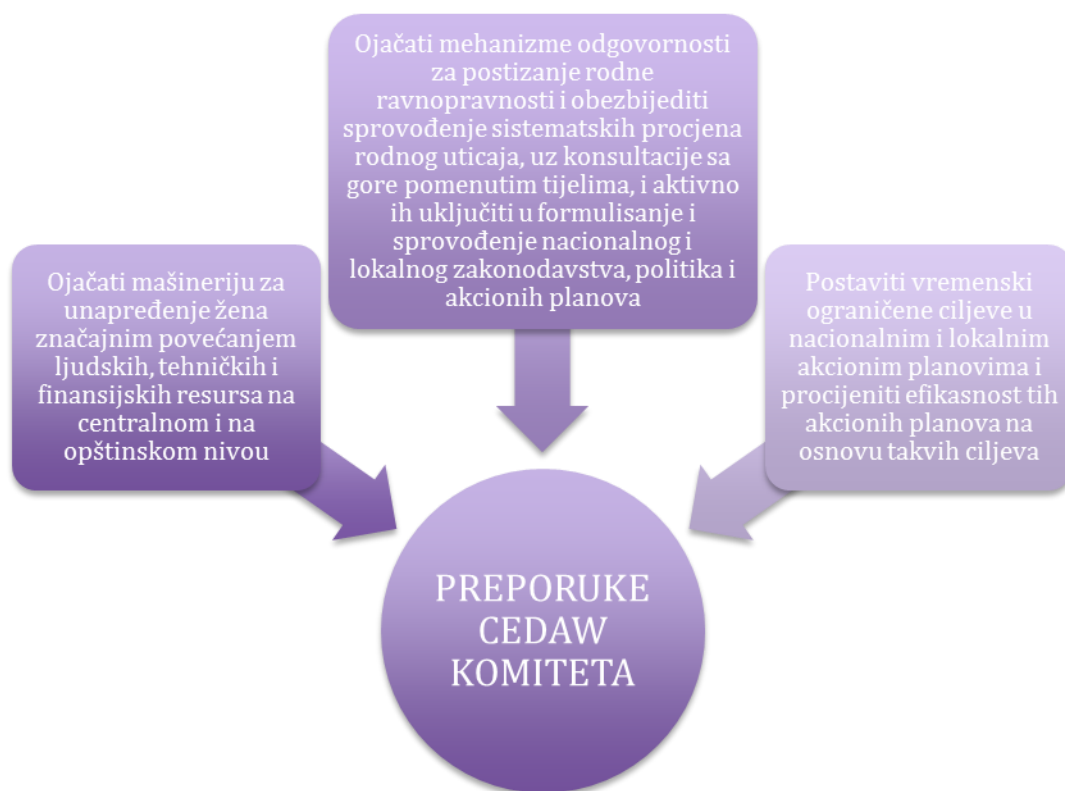 Ojačati mehanizme odgovornosti
za postizanje rodne
ravnopravnosti i obezbijediti
sprovođenje sistematskih procjena
rodnog uticaja, uz konsultacije sa
gore pomenutim tijelima, i aktivno
ih uključiti u formulisanje i
sprovođenje nacionalnog i
lokalnog zakonodavstva, politika i
akcionih planova
Ojačati mašineriju za
unapređenje žena
značajnim povećanjem
ljudskih, tehničkih i
finansijskih resursa na
centralnom i na
opštinskom nivou
Postaviti vremenski
ograničene ciljeve u
nacionalnim i lokalnim
akcionim planovima i
procijeniti efikasnost tih
akcionih planova na
osnovu takvih ciljeva
PREPORUKE
CEDAW
KOMITETA